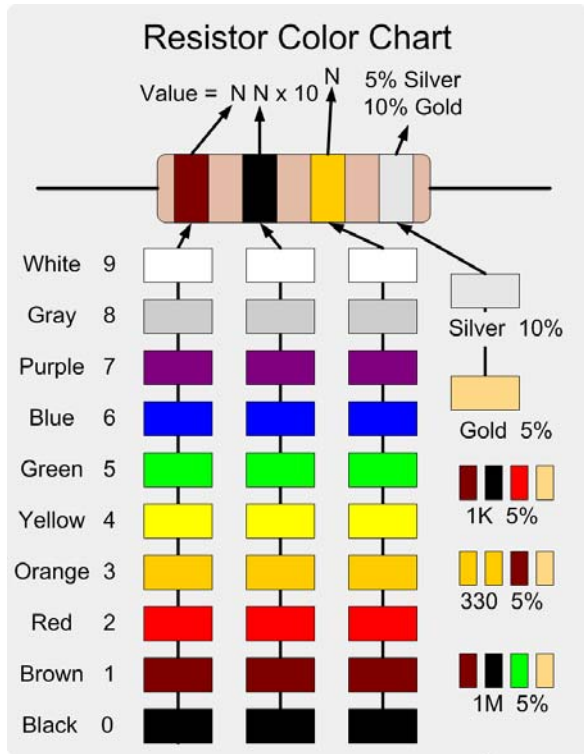 Resistor Color Chart
Value = N N x 10 N
5% Silver
10% Gold
White 9
Gray 8
Purple 7
Blue 6
Green 5
Yellow 4
Orange 3
Red 2
Brown 1
Black 0
Silver 10%
Gold 5%
1K 5%
330 5%
1M 5%